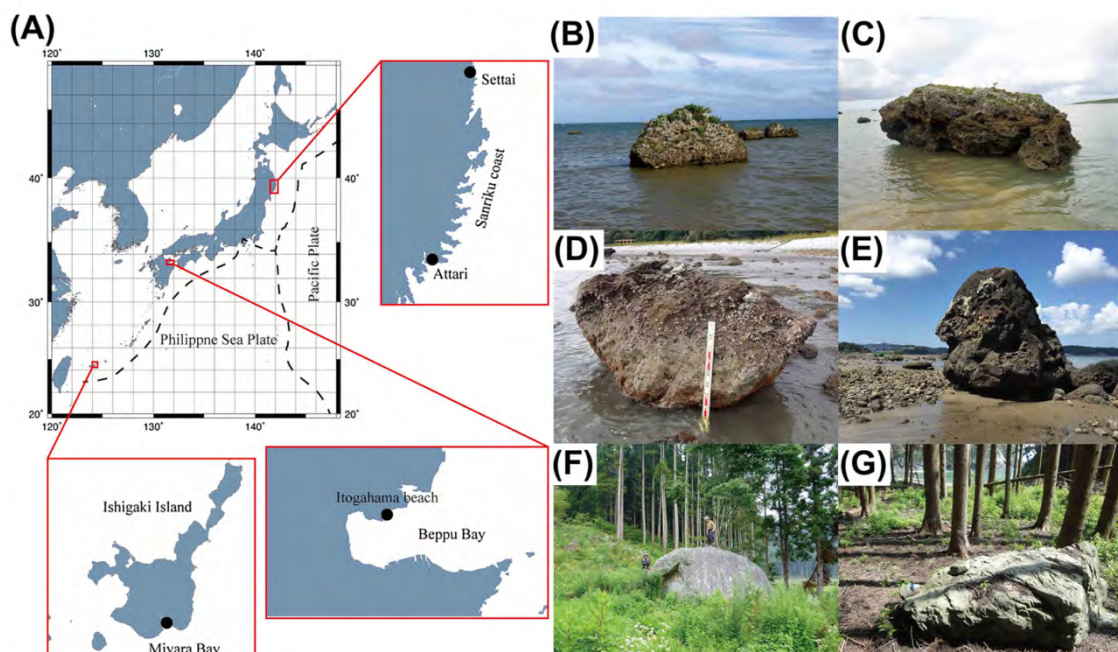 (A)
120˚
130˚
140˚
40˚
40˚
30˚
30˚
20˚
20˚
120˚
130˚
140˚
Pacific Plate
Philippne Sea Plate
Settai
Sanriku coast
Attari
Ishigaki Island
Miyara Bay
Itogahama beach
Beppu Bay
(B)
(C)
(D)
(E)
(F)
(G)